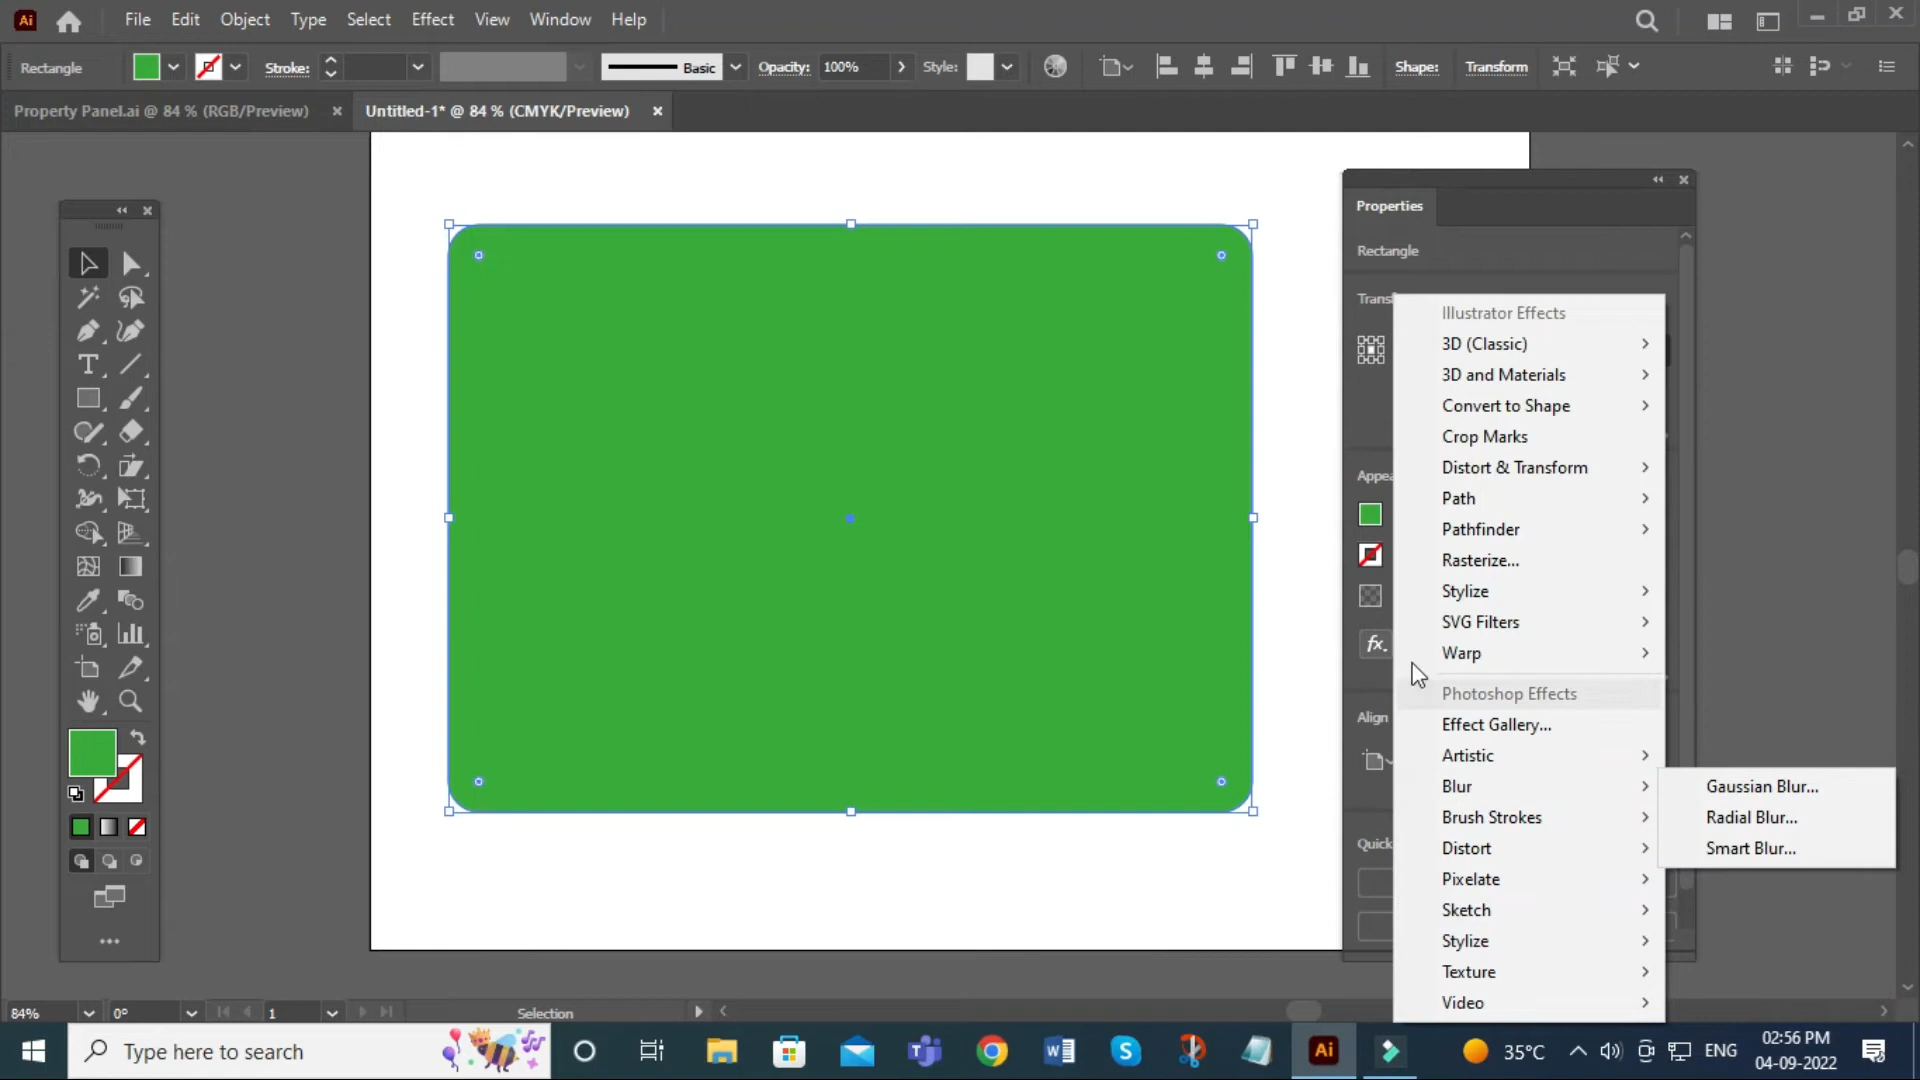 Ai
File Edit Object Type Select Effect View Window Help
Rectangle
Stroke:
Basic
Opacity: 100%
Style:
Shape:
Transform
Property Panel.ai @ 84 % (RGB/Preview)
Untitled-1* @ 84 % (CMYK/Preview)
Properties
Rectangle
Illustrator Effects
3D (Classic)
3D and Materials
Convert to Shape
Crop Marks
Distort & Transform
Path
Pathfinder
Rasterize...
Stylize
SVG Filters
Warp
Photoshop Effects
Effect Gallery...
Artistic
Blur
Brush Strokes
Distort
Pixelate
Sketch
Stylize
Texture
Video
Gaussian Blur...
Radial Blur...
Smart Blur...
fx.
Align
Quick
84%
0°
1
Selection
Type here to search
Ai
35°C
ENG
02:56 PM
04-09-2022